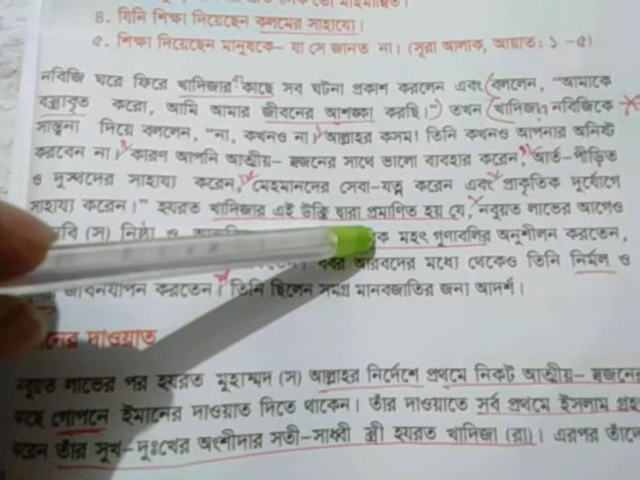 ৪. যিনি শিক্ষা দিয়েছেন কলমের সাহায্যে।
৫. শিক্ষা দিয়েছেন মানুষকে- যা সে জানত না। (সূরা আলাক, আয়াত: ১ -৫)
নবিজি ঘরে ফিরে খাদিজার কাছে সব ঘটনা প্রকাশ করলেন এবং বললেন, "আমাকে
বস্ত্রাবৃত করো, আমি আমার জীবনের আশঙ্কা করছি।" তখন খাদিজা নবিজিকে
সান্ত্বনা দিয়ে বললেন, "না, কখনও না। আল্লাহর কসম! তিনি কখনও আপনার অনিষ্ট
করবেন না। কারণ আপনি আত্মীয়- স্বজনের সাথে ভালো ব্যবহার করেন, আর্ত- পীড়িত
ও দুস্থদের সাহায্য করেন, মেহমানদের সেবা-যত্ন করেন এবং প্রাকৃতিক দুর্যোগে
সাহায্য করেন।" হযরত খাদিজার এই উক্তি দ্বারা প্রমাণিত হয় যে, নবুয়ত লাভের আগেও
(স) নিষ্ঠা মহৎ গুণাবলির অনুশীলন করতেন,
বর্বর আরবদের মধ্যে থেকেও তিনি নির্মল ও
জীবনযাপন করতেন। তিনি ছিলেন সমগ্র মানবজাতির জন্য আদর্শ।
দাওয়াত
নবুয়ত লাভের পর হযরত মুহাম্মদ (স) আল্লাহর নির্দেশে প্রথমে নিকট আত্মীয়- স্বজনের
কাছে গোপনে ইমানের দাওয়াত দিতে থাকেন। তাঁর দাওয়াতে সর্ব প্রথমে ইসলাম গ্রহ
করেন তাঁর সুখ-দুঃখের অংশীদার সতী-সাধ্বী স্ত্রী হযরত খাদিজা (রা)। এরপর তাঁদে